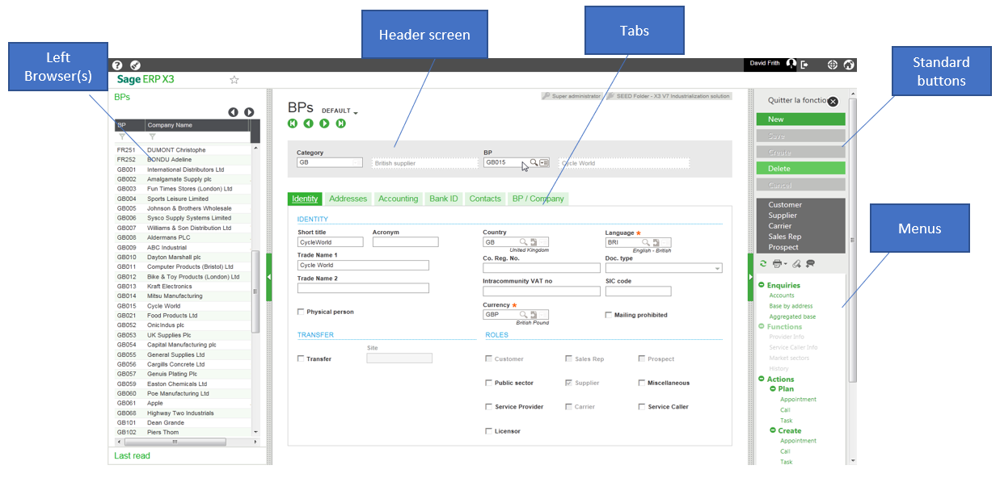 Header screen
Tabs
Left
Browser(s)
Standard
buttons
Menus
David Frith
Sage ERP X3
BPs
BP Company Name
FR251 DUMONT Christophe
FR252 BONDU Adeline
GB001 International Distributors Ltd
GB002 Amalgamate Supply plc
GB003 Fun Times Stores (London) Ltd
GB004 Sports Leisure Limited
GB005 Johnson & Brothers Wholesale
GB006 Sysco Supply Systems Limited
GB007 Williams & Son Distribution Ltd
GB008 Aldermans PLC
GB009 ABC Industrial
GB010 Dayton Marshall plc
GB011 Computer Products (Bristol) Ltd
GB012 Bike & Toy Products (London) Ltd
GB013 Kraft Electronics
GB014 Mitsu Manufacturing
GB015 Cycle World
GB021 Food Products Ltd
GB052 OnicIndus plc
GB053 UK Supplies Plc
GB054 Capital Manufacturing plc
GB055 General Supplies Ltd
GB056 Cargills Concrete Ltd
GB057 Genuis Plating Plc
GB059 Easton Chemicals Ltd
GB060 Poe Manufacturing Ltd
GB061 Apple
GB068 Highway Two Industrials
GB101 Dean Grande
GB102 Piers Thom
Last read
Super administrator SEED Folder - X3 V7 Industrialization solution
BPs DEFAULT
Category BP
GB British supplier GB015 Cycle World
Identity Addresses Accounting Bank ID Contacts BP / Company
IDENTITY
Short title Acronym Country Language *
CycleWorld GB BRI
United Kingdom English - British
Trade Name 1 Co. Reg. No. Doc. type
Cycle World
Trade Name 2 Intracommunity VAT no SIC code
Currency *
Physical person GBP Mailing prohibited
British Pound
TRANSFER ROLES
Site
Transfer Customer Sales Rep Prospect
Public sector Supplier Miscellaneous
Service Provider Carrier Service Caller
Licensor
Quitter la fonctio
New
Save
Create
Delete
Cancel
Customer
Supplier
Carrier
Sales Rep
Prospect
Enquiries
Accounts
Base by address
Aggregated base
Functions
Provider Info
Service Caller Info
Market sectors
History
Actions
Plan
Appointment
Call
Task
Create
Appointment
Call
Task